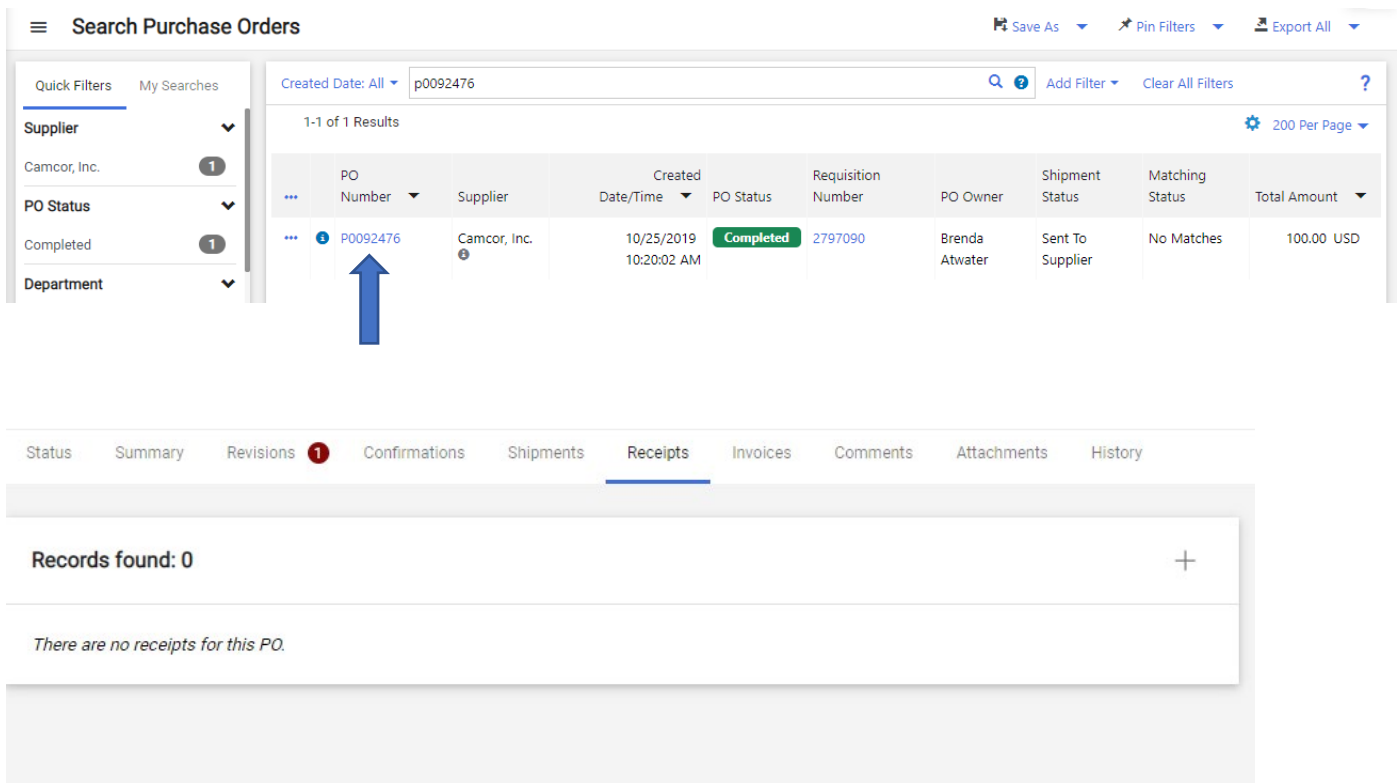 Search Purchase Orders
Save As
Pin Filters
Export All
Quick Filters My Searches
Supplier
Camcor, Inc. 1
PO Status
Completed 1
Department
Created Date: All p0092476 ? Add Filter Clear All Filters ?
1-1 of 1 Results 200 Per Page
... PO Number Supplier Created Date/Time PO Status Requisition Number PO Owner Shipment Status Matching Status Total Amount
... P0092476 Camcor, Inc. 10/25/2019 10:20:02 AM Completed 2797090 Brenda Atwater Sent To Supplier No Matches 100.00 USD
Status Summary Revisions 1 Confirmations Shipments Receipts Invoices Comments Attachments History
Records found: 0 +
There are no receipts for this PO.